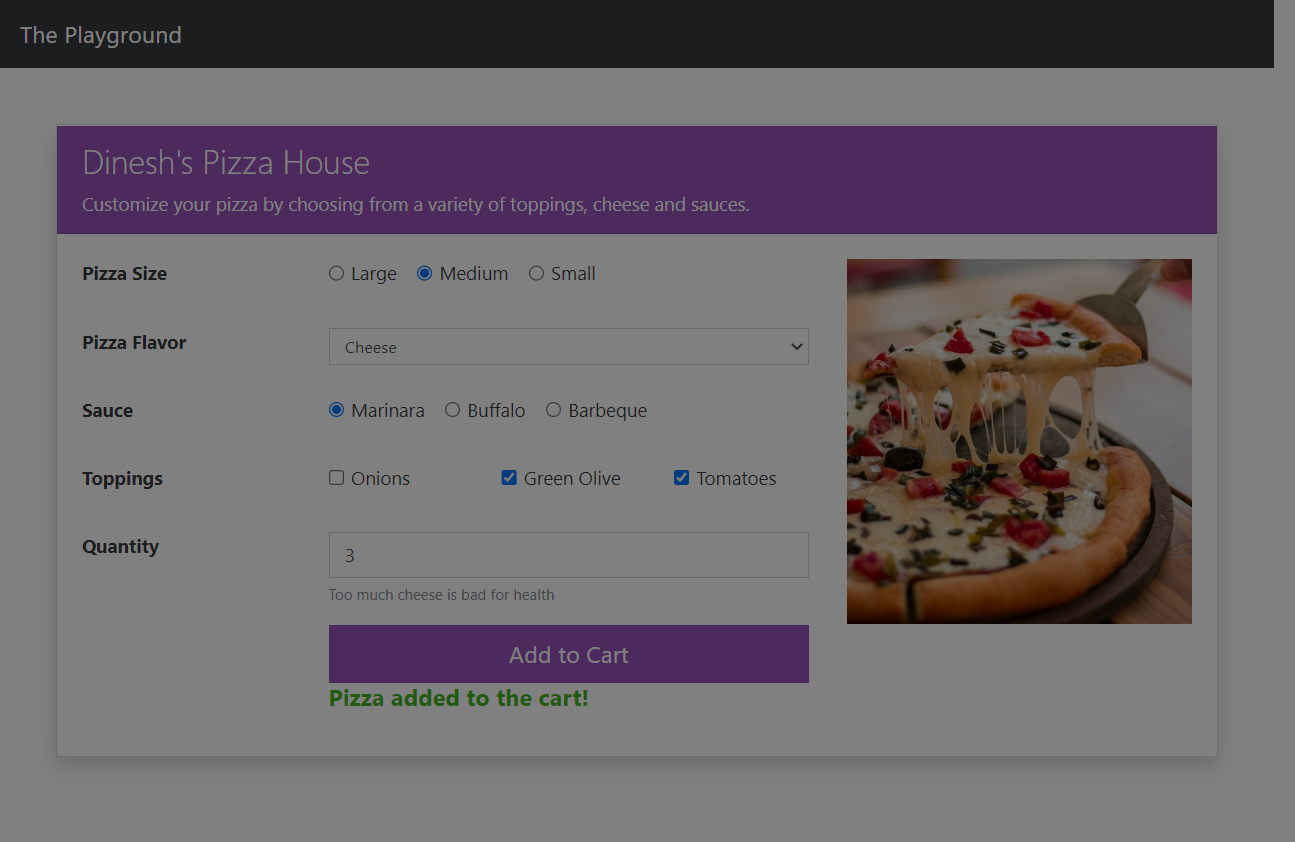 The Playground
Dinesh's Pizza House
Customize your pizza by choosing from a variety of toppings, cheese and sauces.
Pizza Size Large Medium Small
Pizza Flavor Cheese
Sauce Marinara Buffalo Barbeque
Toppings Onions Green Olive Tomatoes
Quantity 3
Too much cheese is bad for health
Add to Cart
Pizza added to the cart!